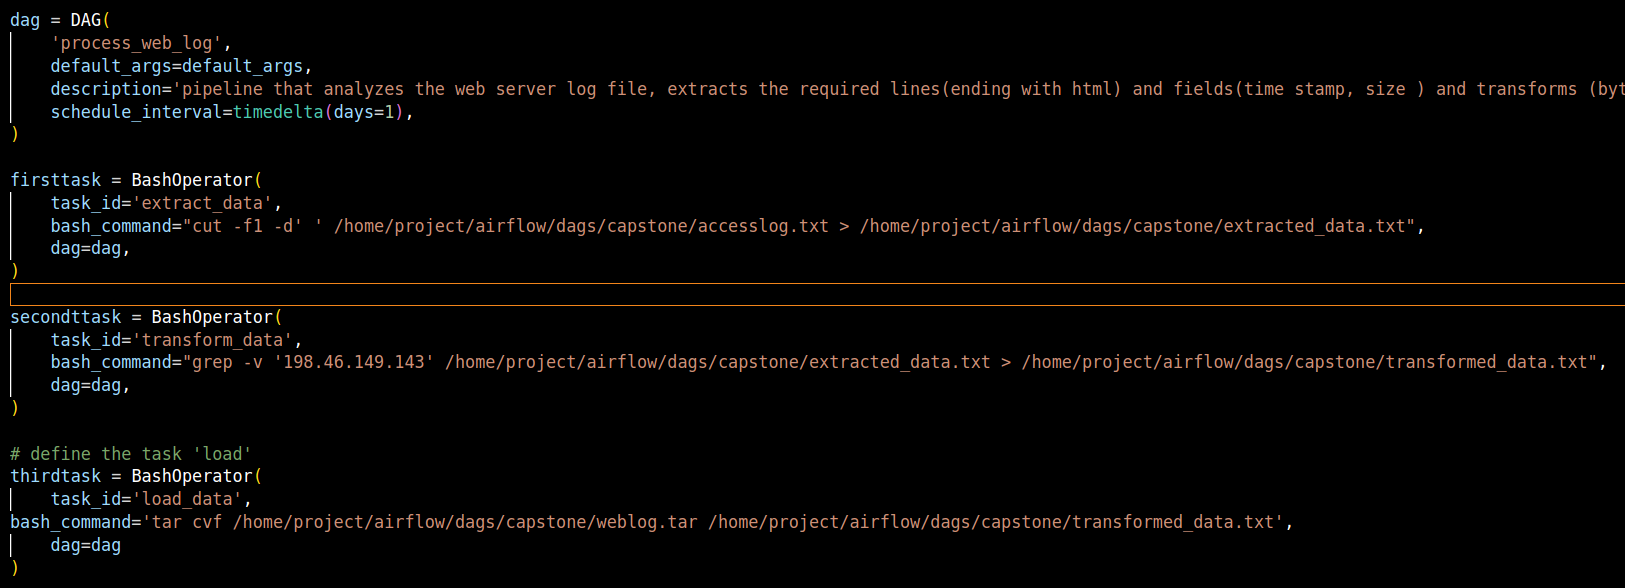 dag = DAG(
    'process_web_log',
    default_args=default_args,
    description='pipeline that analyzes the web server log file, extracts the required lines(ending with html) and fields(time stamp, size ) and transforms (byt
    schedule_interval=timedelta(days=1),
)
firsttask = BashOperator(
    task_id='extract_data',
    bash_command="cut -f1 -d' ' /home/project/airflow/dags/capstone/accesslog.txt > /home/project/airflow/dags/capstone/extracted_data.txt",
    dag=dag,
)
secondttask = BashOperator(
    task_id='transform_data',
    bash_command="grep -v '198.46.149.143' /home/project/airflow/dags/capstone/extracted_data.txt > /home/project/airflow/dags/capstone/transformed_data.txt",
    dag=dag,
)
# define the task 'load'
thirdtask = BashOperator(
    task_id='load_data',
bash_command='tar cvf /home/project/airflow/dags/capstone/weblog.tar /home/project/airflow/dags/capstone/transformed_data.txt',
    dag=dag
)